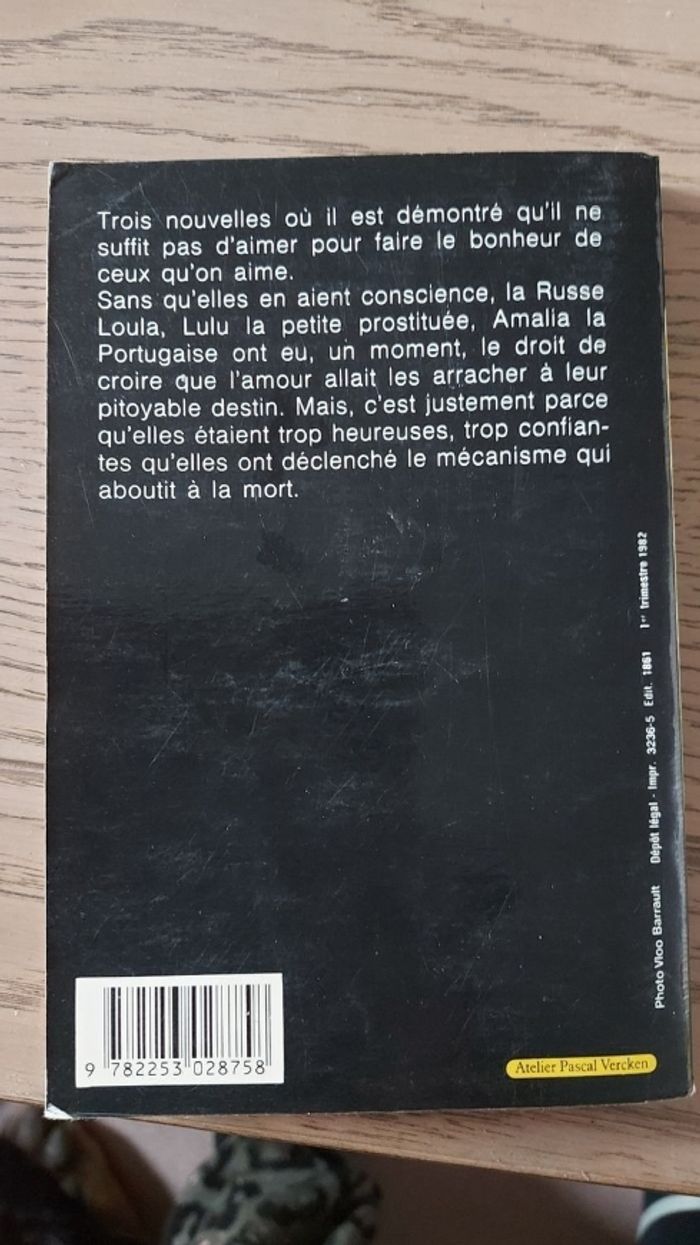 Trois nouvelles où il est démontré qu'il ne
suffit pas d'aimer pour faire le bonheur de
ceux qu'on aime.
Sans qu'elles en aient conscience, la Russe
Loula, Lulu la petite prostituée, Amalia la
Portugaise ont eu, un moment, le droit de
croire que l'amour allait les arracher à leur
pitoyable destin. Mais, c'est justement parce
qu'elles étaient trop heureuses, trop confian-
tes qu'elles ont déclenché le mécanisme qui
aboutit à la mort.
Photo Vloo Barrault Dépôt légal - Impr. 3236-5 Edit. 1861 1er trimestre 1982
9 782253 028758
Atelier Pascal Vercken